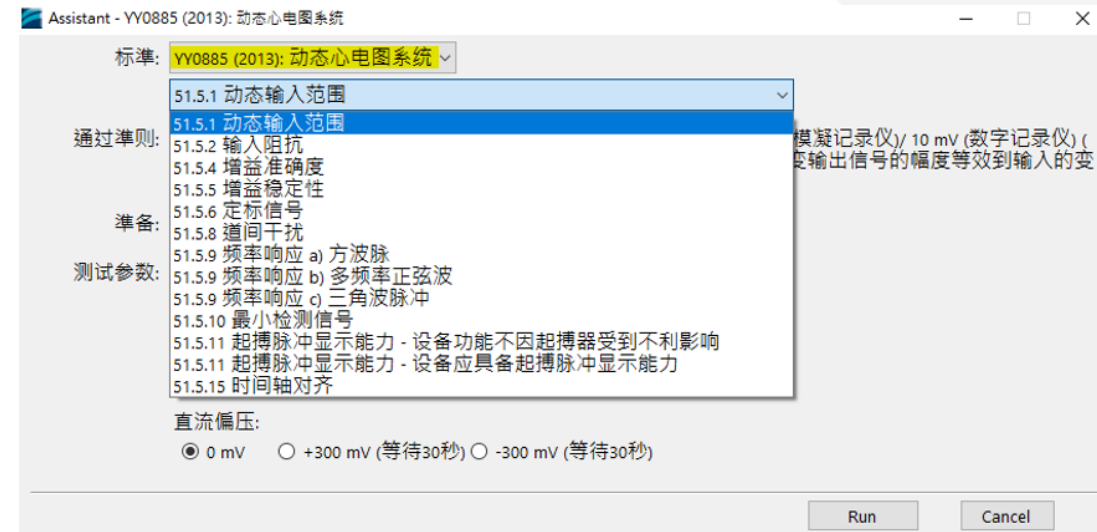 Assistant - YY0885 (2013): 动态心电图系统
标準: YY0885 (2013): 动态心电图系统
51.5.1 动态输入范围
51.5.1 动态输入范围
通过準则:
模凝记录仪)/ 10 mV (数字记录仪) (
51.5.2 输入阻抗
变输出信号的幅度等效到输入的变
51.5.4 增益准确度
51.5.5 增益稳定性
51.5.6 定标信号
準备:
51.5.8 道间干扰
51.5.9 频率响应 a) 方波脉
测试参数:
51.5.9 频率响应 b) 多频率正弦波
51.5.9 频率响应 c) 三角波脉冲
51.5.10 最小检测信号
51.5.11 起搏脉冲显示能力 - 设备功能不因起搏器受到不利影响
51.5.11 起搏脉冲显示能力 - 设备应具备起搏脉冲显示能力
51.5.15 时间轴对齐
直流偏压:
0 mV +300 mV (等待30秒) -300 mV (等待30秒)
Run Cancel